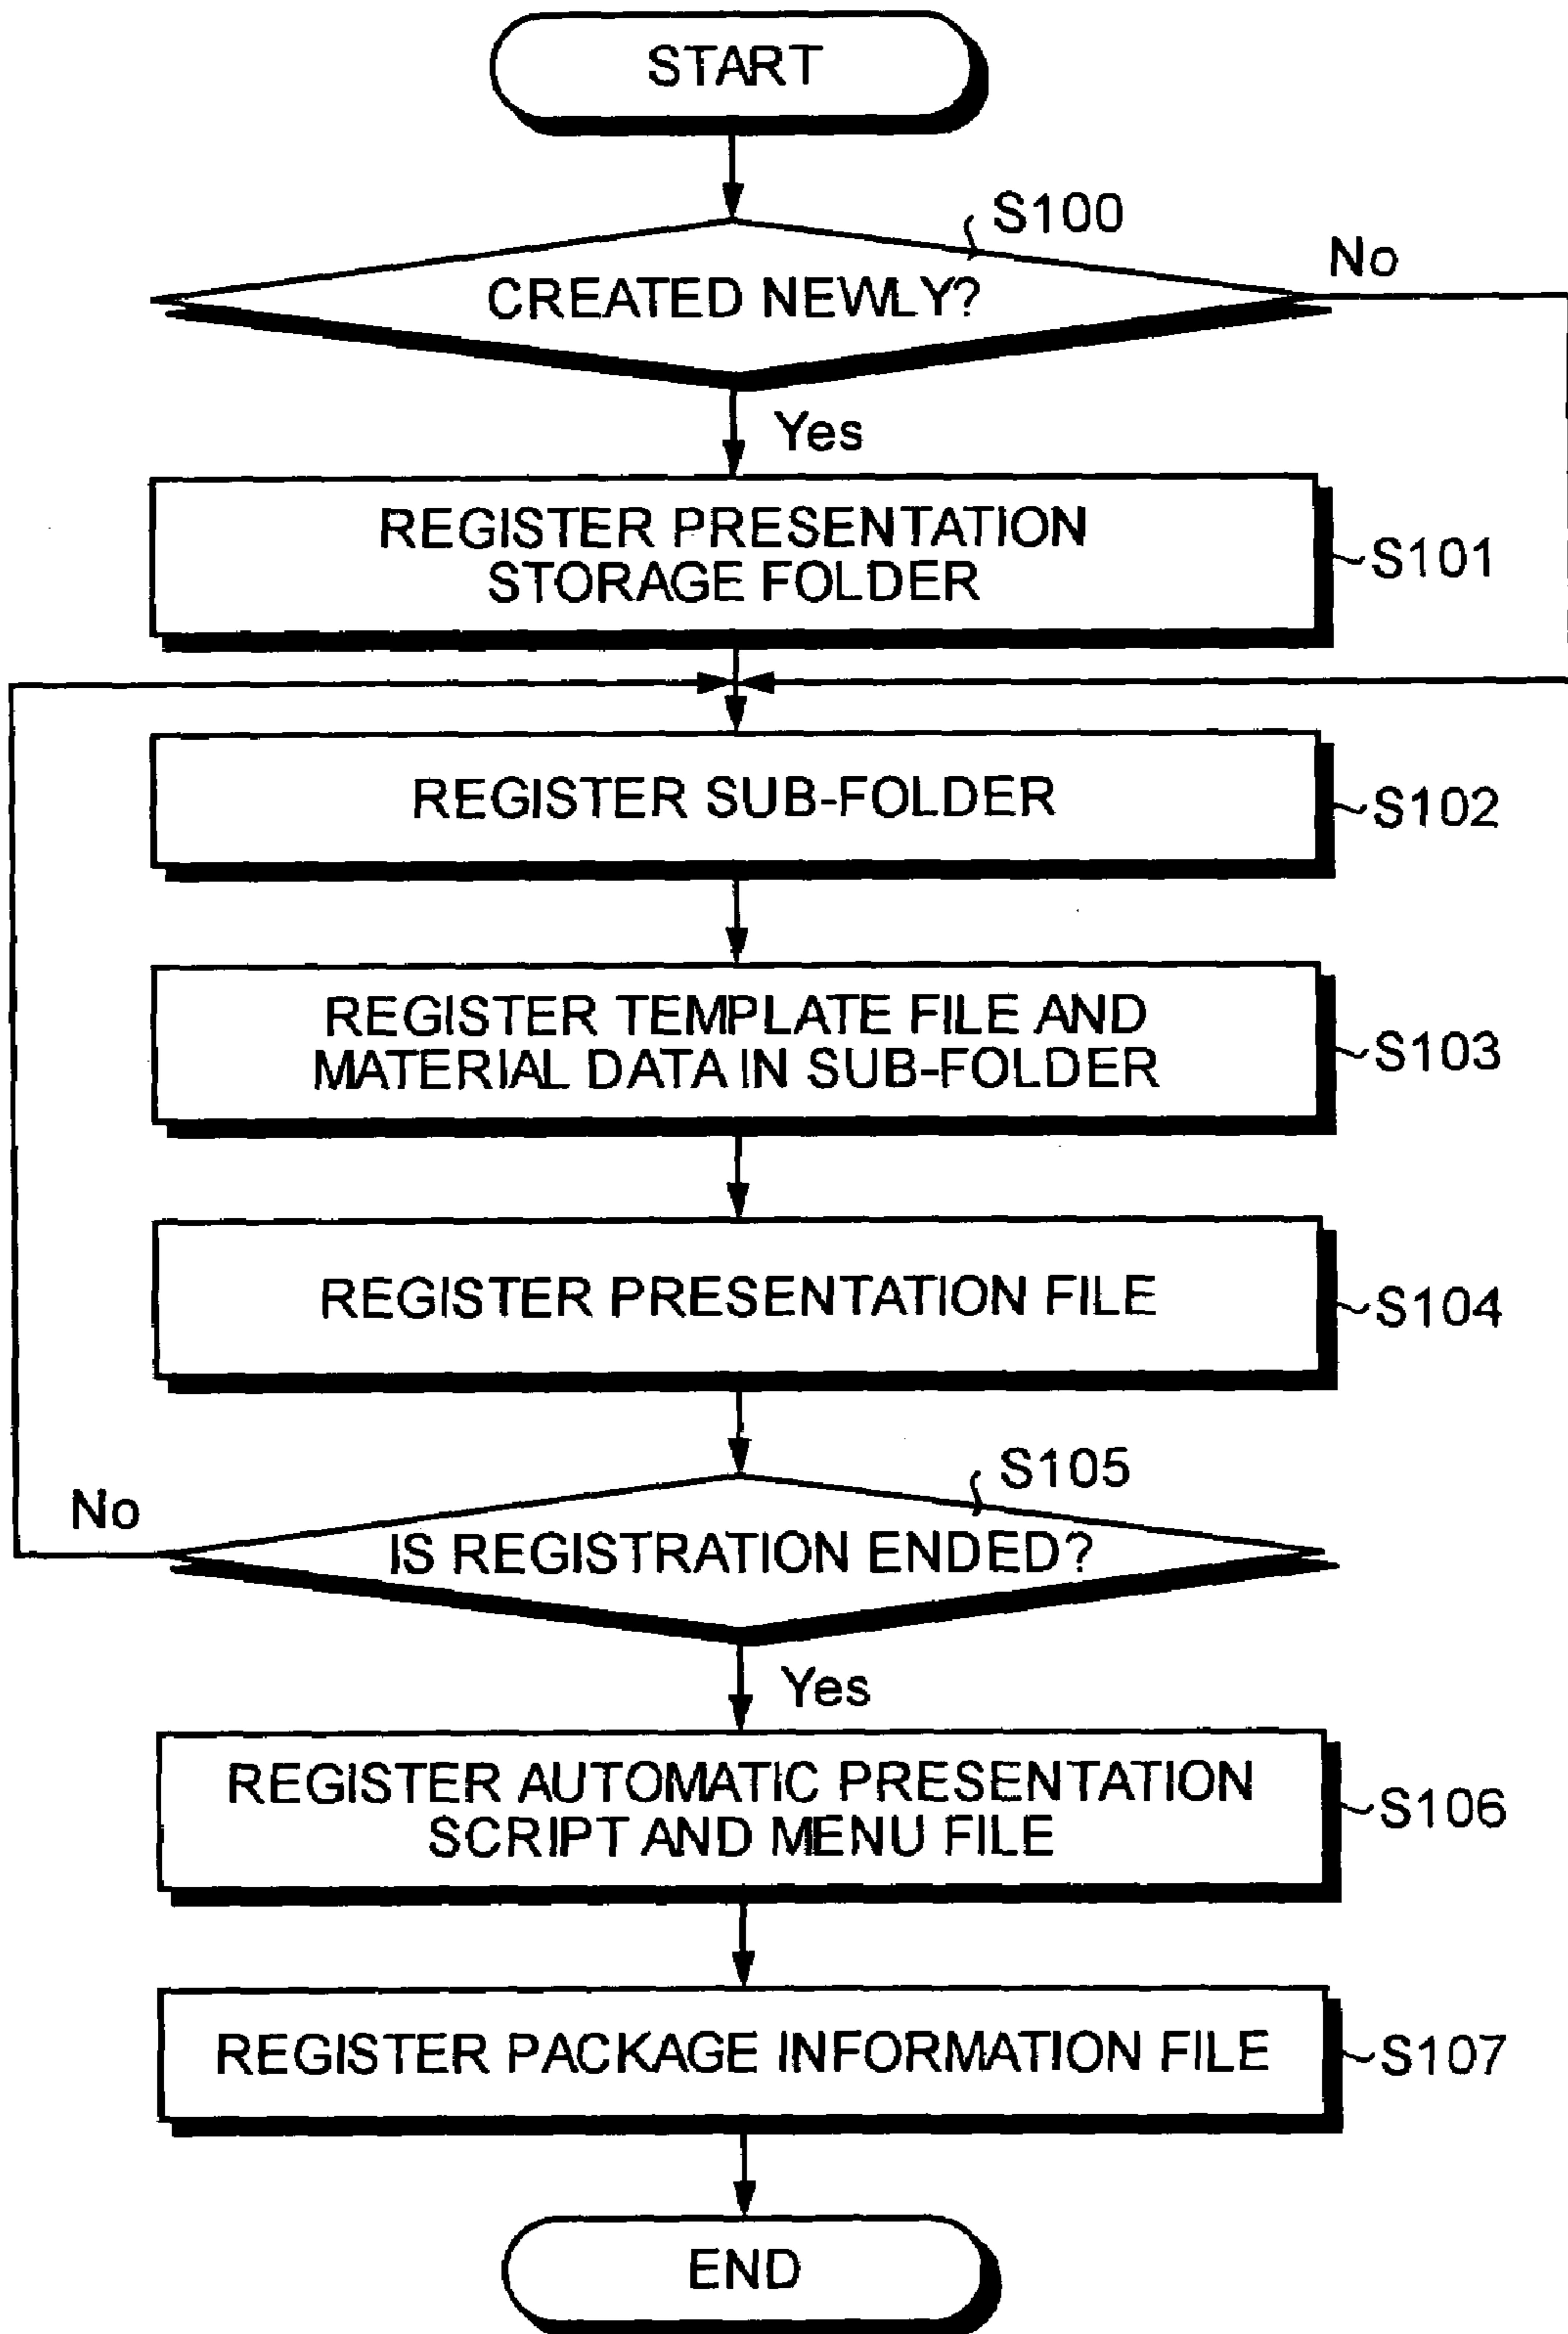 START
S100
No
CREATED NEWLY?
Yes
REGISTER PRESENTATION
STORAGE FOLDER
S101
REGISTER SUB-FOLDER
S102
REGISTER TEMPLATE FILE AND
MATERIAL DATA IN SUB-FOLDER
S103
REGISTER PRESENTATION FILE
S104
S105
No
IS REGISTRATION ENDED?
Yes
REGISTER AUTOMATIC PRESENTATION
SCRIPT AND MENU FILE
S106
REGISTER PACKAGE INFORMATION FILE
S107
END